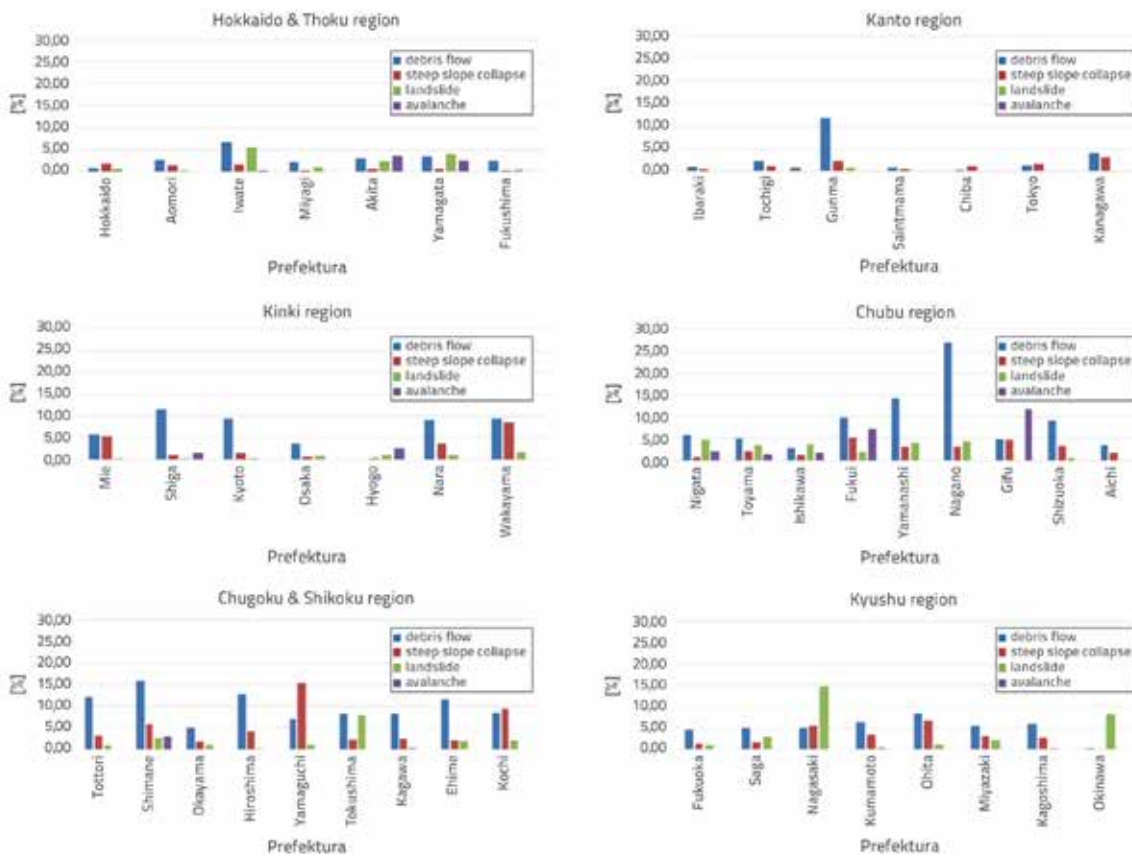 Hokkaido & Thoku region
30,00
25,00
20,00
15,00
10,00
5,00
0,00
[%]
debris flow
steep slope collapse
landslide
avalanche
Hokkaido
Aomori
Iwate
Miyagi
Akita
Yamagata
Fukushima
Prefektura
Kanto region
30,00
25,00
20,00
15,00
10,00
5,00
0,00
[%]
debris flow
steep slope collapse
landslide
avalanche
Ibaraki
Tochigi
Gunma
Saintmama
Chiba
Tokyo
Kanagawa
Prefektura
Kinki region
30,00
25,00
20,00
15,00
10,00
5,00
0,00
[%]
debris flow
steep slope collapse
landslide
avalanche
Mie
Shiga
Kyoto
Osaka
Hyogo
Nara
Wakayama
Prefektura
Chubu region
30,00
25,00
20,00
15,00
10,00
5,00
0,00
[%]
debris flow
steep slope collapse
landslide
avalanche
Nigata
Toyama
Ishikawa
Fukui
Yamanashi
Nagano
Gifu
Shizuoka
Aichi
Prefektura
Chugoku & Shikoku region
30,00
25,00
20,00
15,00
10,00
5,00
0,00
[%]
debris flow
steep slope collapse
landslide
avalanche
Tottori
Shimane
Okayama
Hiroshima
Yamaguchi
Tokushima
Kagawa
Ehime
Kochi
Prefektura
Kyushu region
30,00
25,00
20,00
15,00
10,00
5,00
0,00
[%]
debris flow
steep slope collapse
landslide
avalanche
Fukuoka
Saga
Nagasaki
Kumamoto
Ohita
Miyazaki
Kagoshima
Okinawa
Prefektura